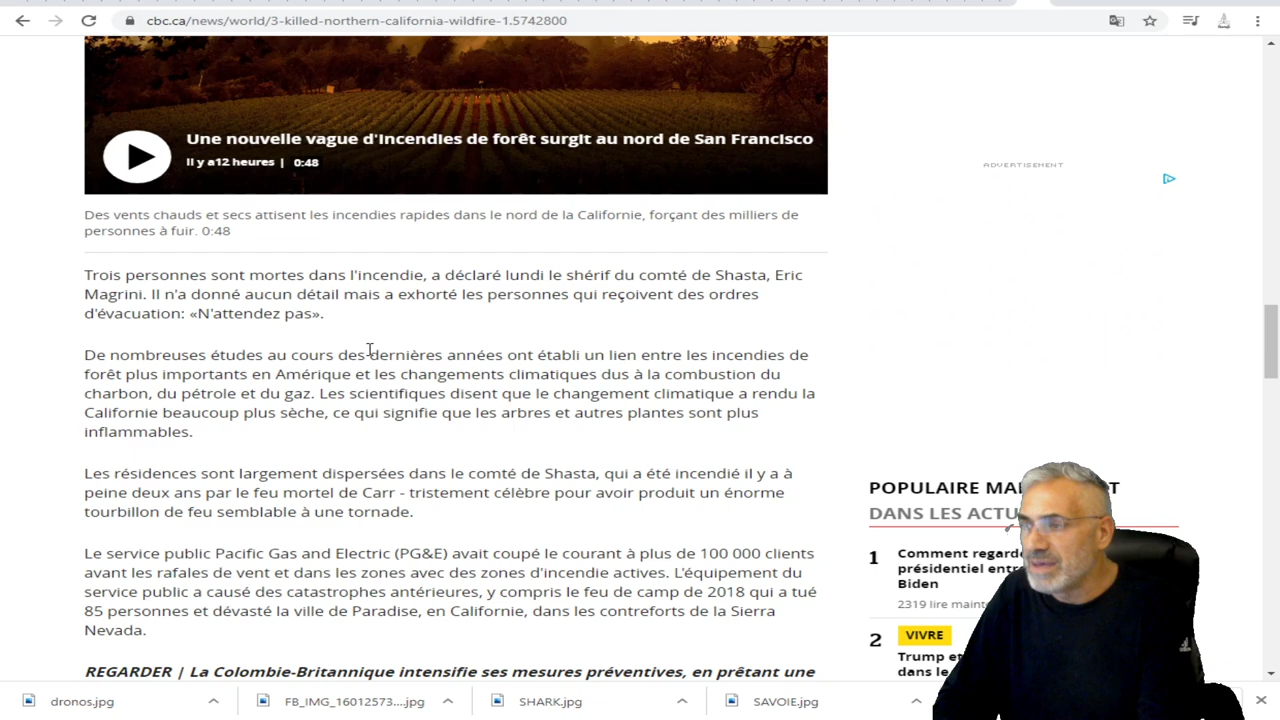 cbc.ca/news/world/3-killed-northern-california-wildfire-1.5742800
Une nouvelle vague d'incendies de forêt surgit au nord de San Francisco
Il y a12 heures | 0:48
Des vents chauds et secs attisent les incendies rapides dans le nord de la Californie, forçant des milliers de
personnes à fuir. 0:48
Trois personnes sont mortes dans l'incendie, a déclaré lundi le shérif du comté de Shasta, Eric
Magrini. Il n'a donné aucun détail mais a exhorté les personnes qui reçoivent des ordres
d'évacuation: «N'attendez pas».
De nombreuses études au cours des dernières années ont établi un lien entre les incendies de
forêt plus importants en Amérique et les changements climatiques dus à la combustion du
charbon, du pétrole et du gaz. Les scientifiques disent que le changement climatique a rendu la
Californie beaucoup plus sèche, ce qui signifie que les arbres et autres plantes sont plus
inflammables.
Les résidences sont largement dispersées dans le comté de Shasta, qui a été incendié il y a à
peine deux ans par le feu mortel de Carr - tristement célèbre pour avoir produit un énorme
tourbillon de feu semblable à une tornade.
Le service public Pacific Gas and Electric (PG&E) avait coupé le courant à plus de 100 000 clients
avant les rafales de vent et dans les zones avec des zones d'incendie actives. L'équipement du
service public a causé des catastrophes antérieures, y compris le feu de camp de 2018 qui a tué
85 personnes et dévasté la ville de Paradise, en Californie, dans les contreforts de la Sierra
Nevada.
REGARDER | La Colombie-Britannique intensifie ses mesures préventives, en prêtant une
ADVERTISEMENT
POPULAIRE MA ET
DANS LES ACTU
1 Comment regard
présidentiel entr
Biden
2319 lire maint
2 VIVRE
Trump et
dans le
dronos.jpg
FB_IMG_16012573....jpg
SHARK.jpg
SAVOIE.jpg